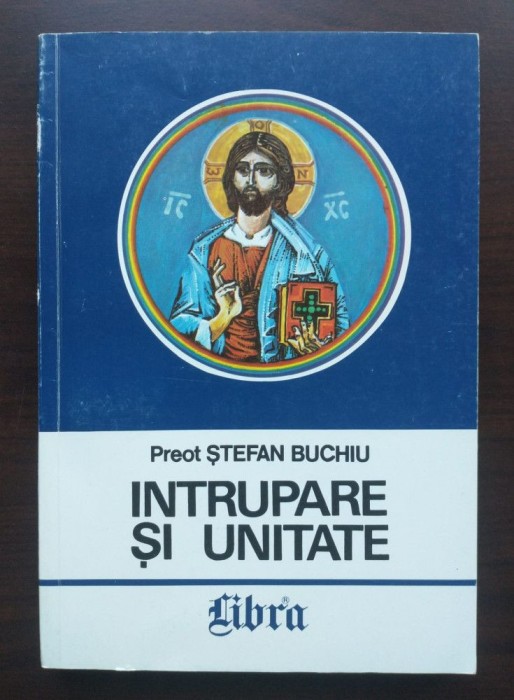 Ο Ω Ν
IC XC
Preot ȘTEFAN BUCHIU
INTRUPARE
ȘI UNITATE
Libra®